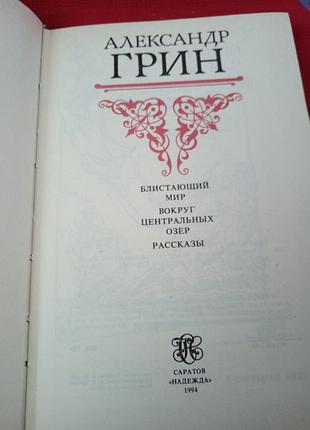 АЛЕКСАНДР
ГРИН
БЛИСТАЮЩИЙ
МИР
ВОКРУГ
ЦЕНТРАЛЬНЫХ
ОЗЕР
РАССКАЗЫ
САРАТОВ
«НАДЕЖДА»
1994